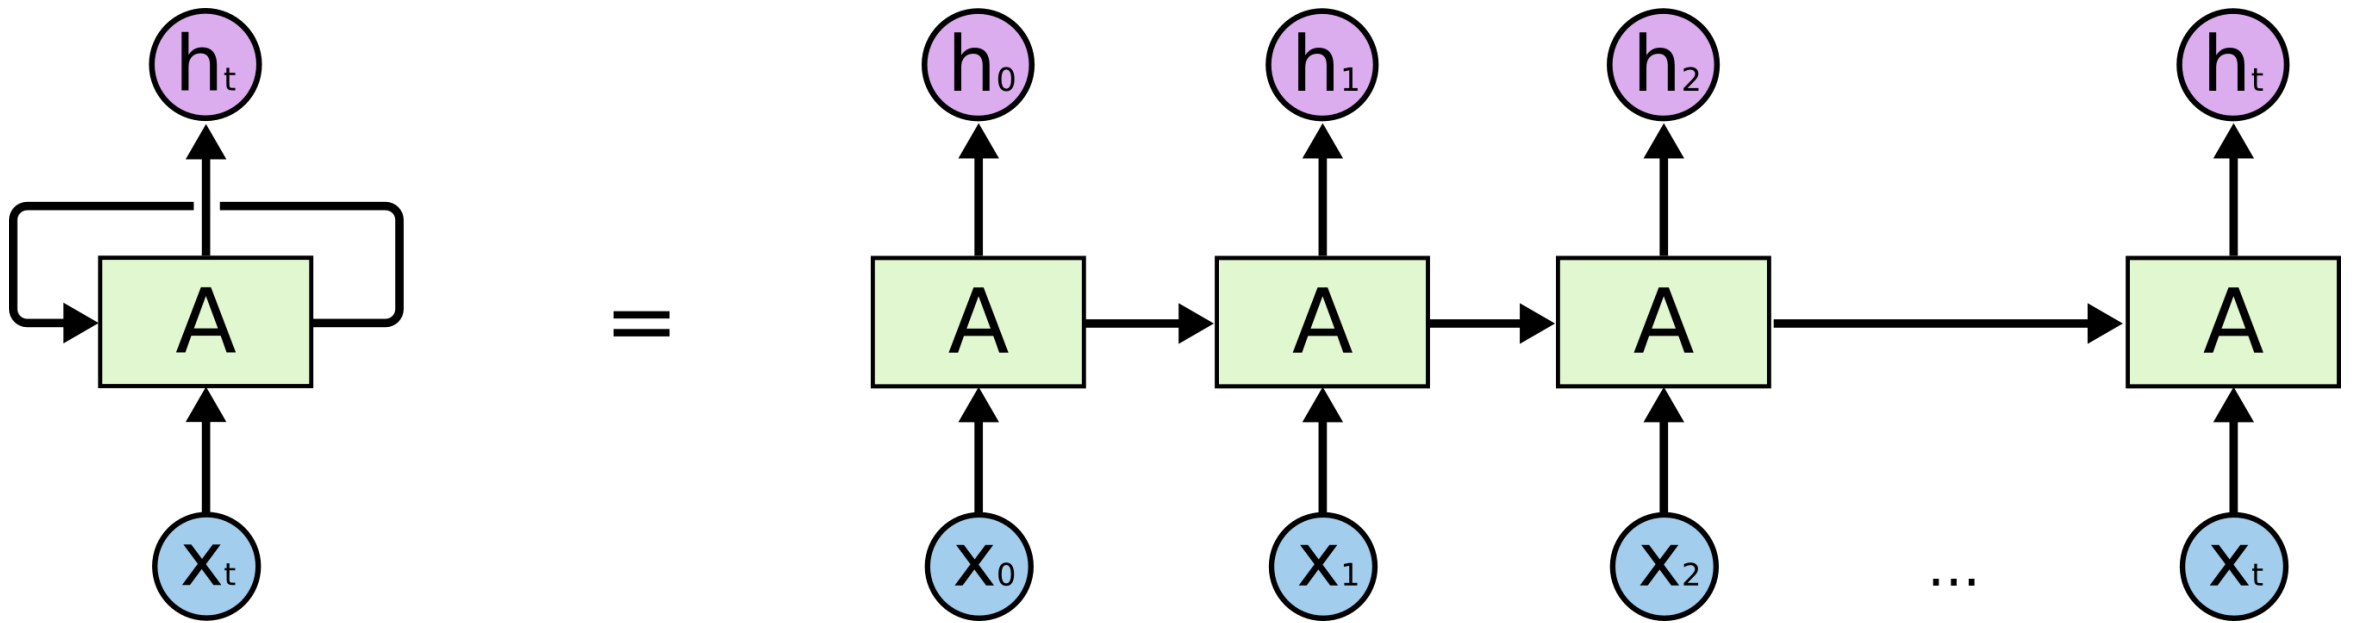 ht h0 h1 h2 ht
A = A A A A
xt x0 x1 x2 ... xt